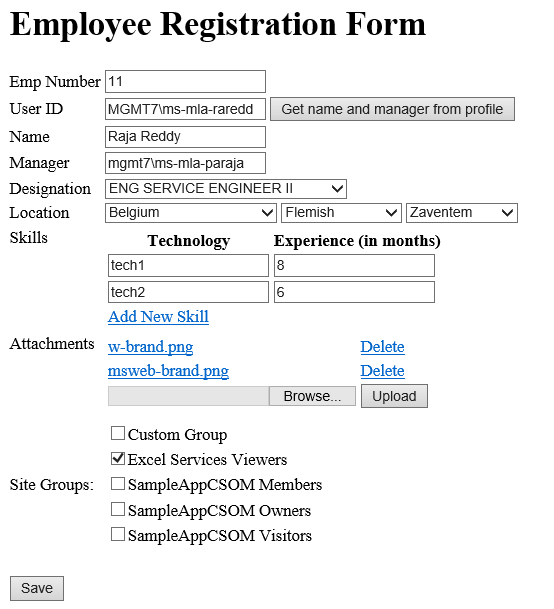 Employee Registration Form
Emp Number 11
User ID MGMT7\ms-mla-raredd Get name and manager from profile
Name Raja Reddy
Manager mgmt7\ms-mla-paraja
Designation ENG SERVICE ENGINEER II
Location Belgium Flemish Zaventem
Skills Technology Experience (in months)
tech1 8
tech2 6
Add New Skill
Attachments w-brand.png Delete
msweb-brand.png Delete
Browse... Upload
Custom Group
Excel Services Viewers
Site Groups: SampleAppCSOM Members
SampleAppCSOM Owners
SampleAppCSOM Visitors
Save